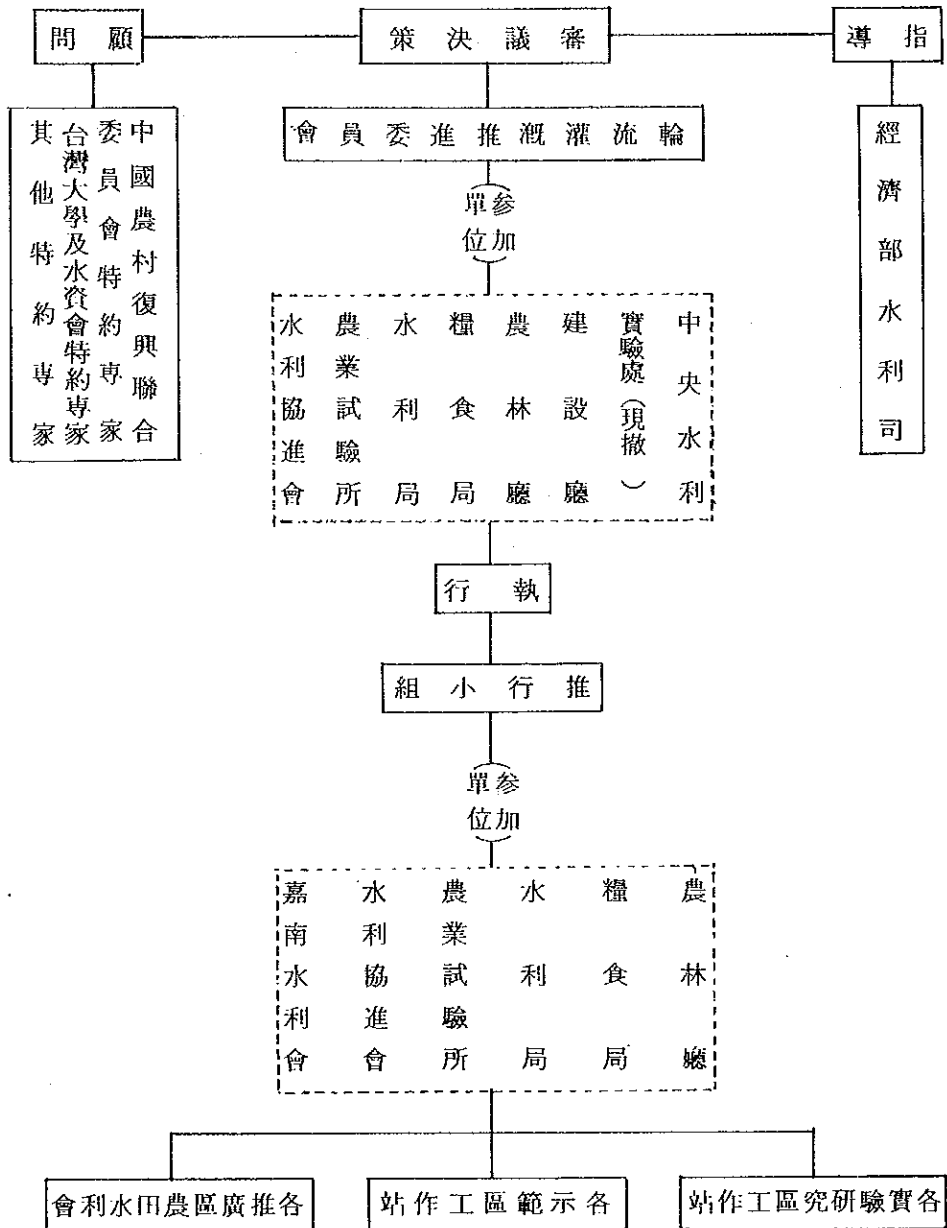 指導
審議決策
顧問
經濟部水利司
輪流灌溉推進委員會
中國農村復興聯合
委員會特約專家
台灣大學及水資會特約專家
其他特約專家
(參加
單位)
中央水利
實驗處(現撤)
建設廳
農林廳
糧食局
水利局
農業試驗所
水利協進會
執行
推行小組
(參加
單位)
農林廳
糧食局
水利局
農業試驗所
水利協進會
嘉南水利會
各實驗研究區工作站
各示範區工作站
各推廣區農田水利會